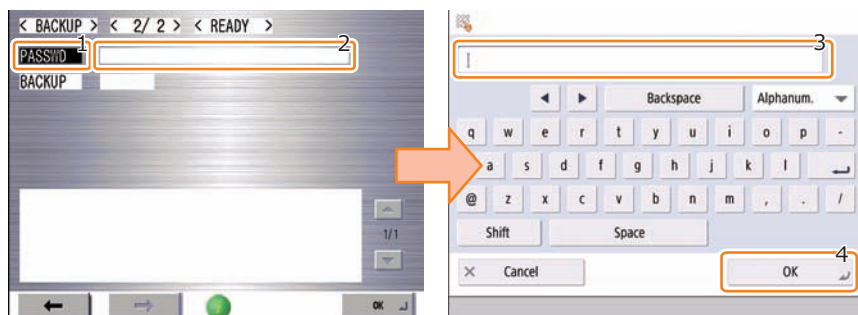 < BACKUP > < 2/ 2 > < READY >
1
PASSWD
2
BACKUP
1/1
OK
3
Backspace
Alphanum.
q w e r t y u i o p -
a s d f g h j k l
@ z x c v b n m , . /
Shift
Space
× Cancel
4
OK